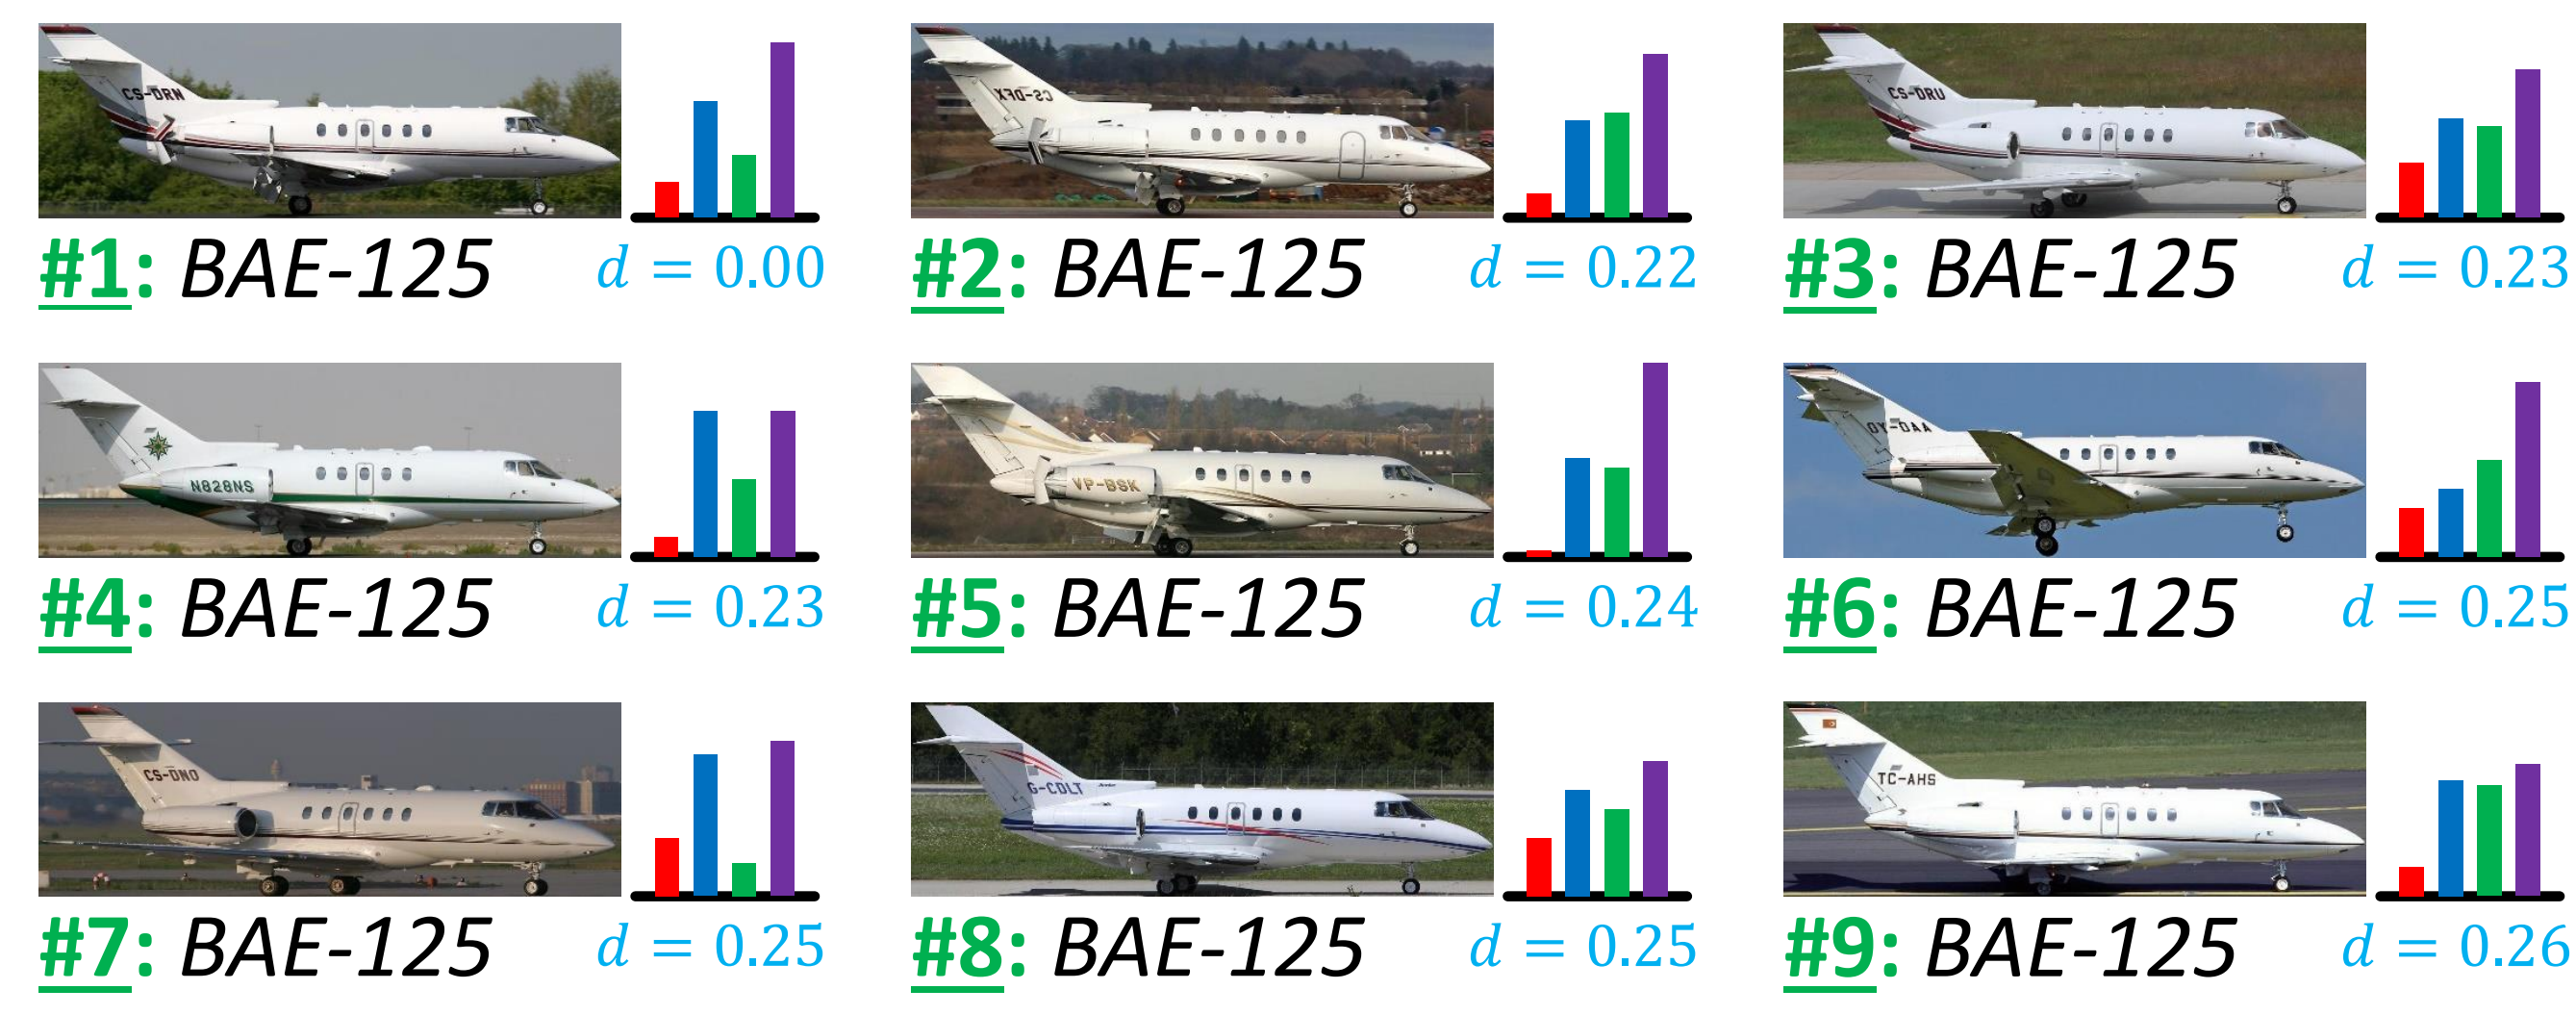 CS-DRN
CS-DFX
CS-DRU
#1: BAE-125 d = 0.00
#2: BAE-125 d = 0.22
#3: BAE-125 d = 0.23
N828NS
VP-BSK
OY-DAA
#4: BAE-125 d = 0.23
#5: BAE-125 d = 0.24
#6: BAE-125 d = 0.25
CS-DNO
G-CDLT
TC-AHS
#7: BAE-125 d = 0.25
#8: BAE-125 d = 0.25
#9: BAE-125 d = 0.26